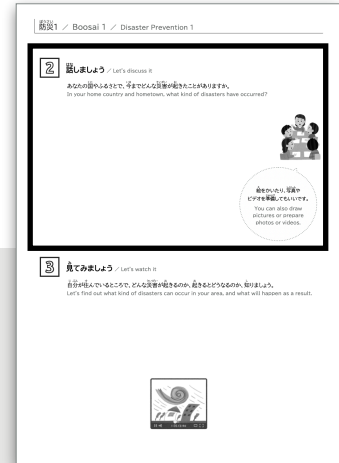 防災1 / Boosai 1 / Disaster Prevention 1
2 話しましょう / Let's discuss it
あなたの国やふるさとで、今までどんな災害が起きたことがありますか。
In your home country and hometown, what kind of disasters have occurred?
絵をかいたり、写真や
ビデオを準備してもいいです。
You can also draw
pictures or prepare
photos or videos.
3 見てみましょう / Let's watch it
自分が住んでいるところで、どんな災害が起きるのか、起きるとどうなるのか、知りましょう。
Let's find out what kind of disasters can occur in your area, and what will happen as a result.